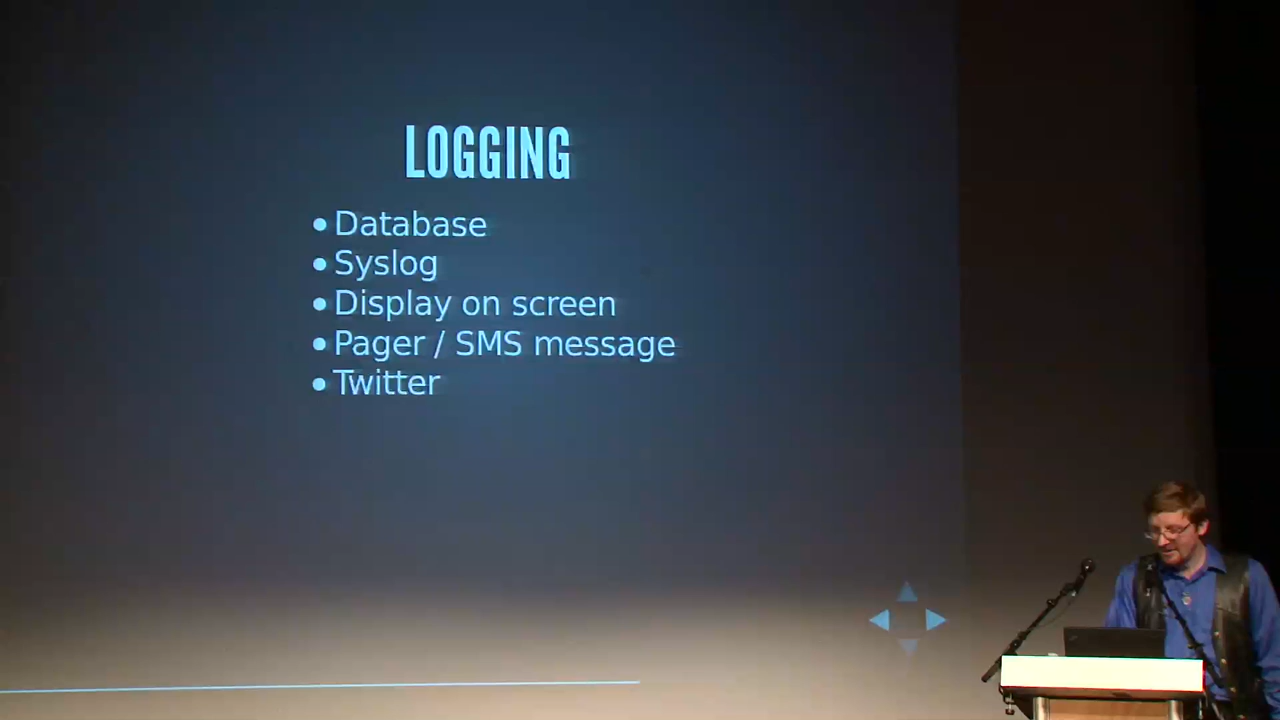 LOGGING
Database
Syslog
Display on screen
Pager / SMS message
Twitter